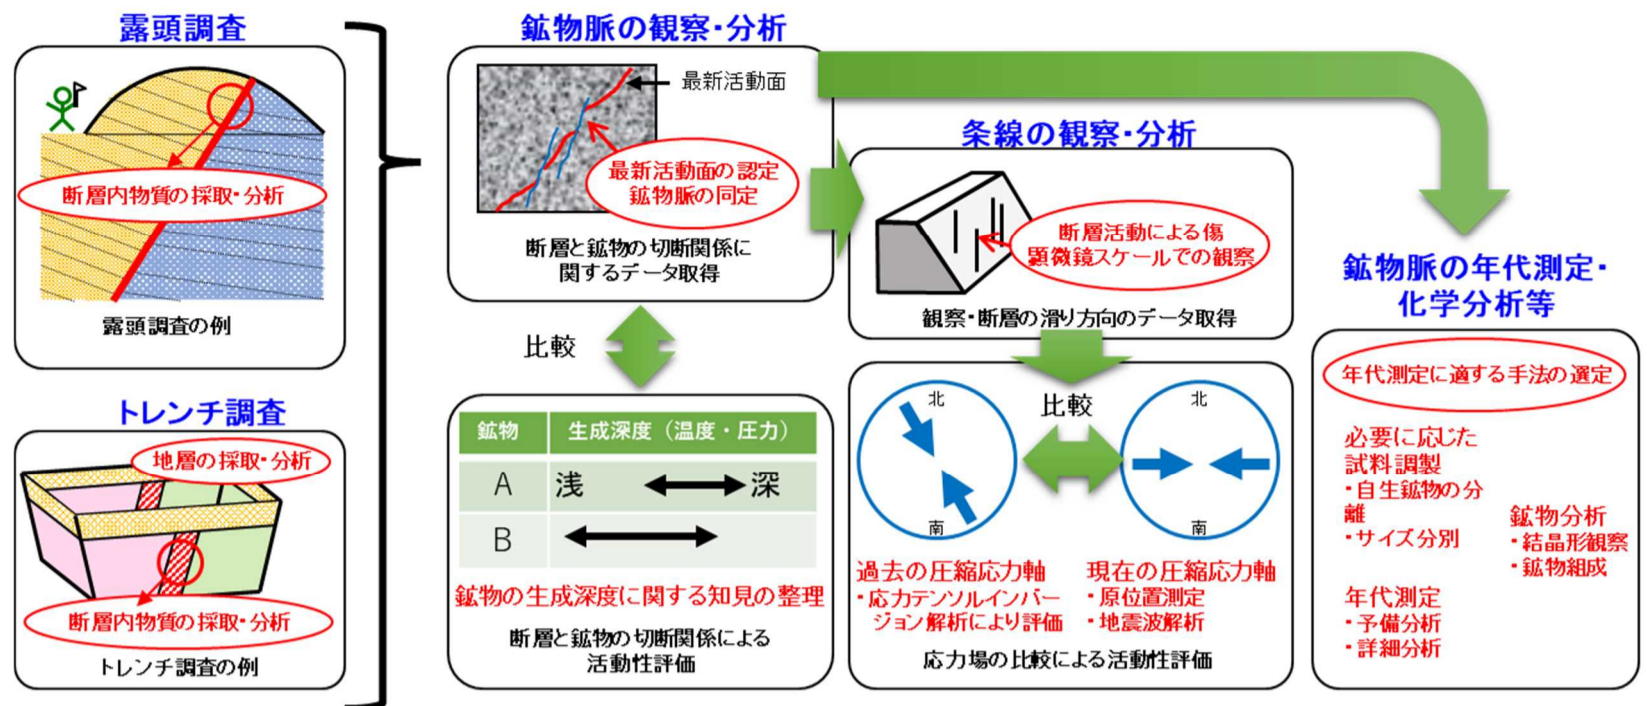 露頭調査
断層内物質の採取・分析
露頭調査の例
トレンチ調査
地層の採取・分析
断層内物質の採取・分析
トレンチ調査の例
鉱物脈の観察・分析
最新活動面
最新活動面の認定
鉱物脈の同定
断層と鉱物の切断関係に
関するデータ取得
比較
鉱物 生成深度（温度・圧力）
A 浅 深
B
鉱物の生成深度に関する知見の整理
断層と鉱物の切断関係による
活動性評価
条線の観察・分析
断層活動による傷
顕微鏡スケールでの観察
観察・断層の滑り方向のデータ取得
比較
北
南
北
南
過去の圧縮応力軸
・応力テンソルインバー
ジョン解析により評価
現在の圧縮応力軸
・原位置測定
・地震波解析
応力場の比較による活動性評価
鉱物脈の年代測定・
化学分析等
年代測定に適する手法の選定
必要に応じた
試料調製
・自生鉱物の分
離
・サイズ分別
鉱物分析
・結晶形観察
・鉱物組成
年代測定
・予備分析
・詳細分析